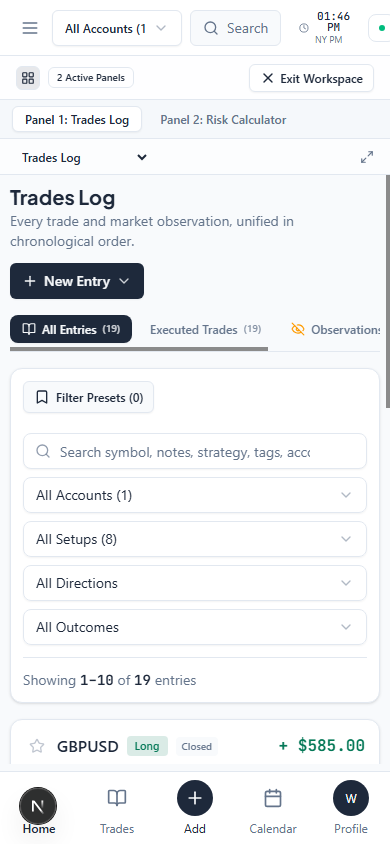 All Accounts (1
Search
01:46
PM
NY PM
2 Active Panels
Exit Workspace
Panel 1: Trades Log
Panel 2: Risk Calculator
Trades Log
Trades Log
Every trade and market observation, unified in
chronological order.
New Entry
All Entries (19)
Executed Trades (19)
Observations
Filter Presets (0)
Search symbol, notes, strategy, tags, acc
All Accounts (1)
All Setups (8)
All Directions
All Outcomes
Showing 1–10 of 19 entries
GBPUSD
Long
Closed
+ $585.00
N
Home
Trades
Add
Calendar
W
Profile